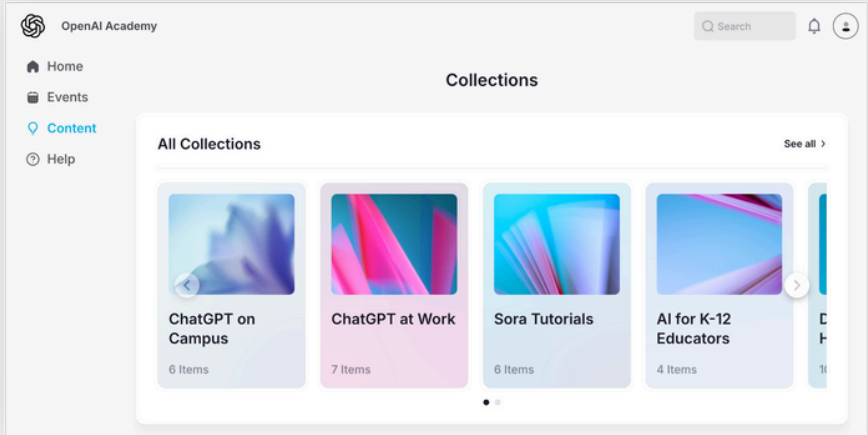 OpenAI Academy
Search
Home
Events
Content
Help
Collections
All Collections
See all
ChatGPT on
Campus
6 Items
ChatGPT at Work
7 Items
Sora Tutorials
6 Items
AI for K-12
Educators
4 Items